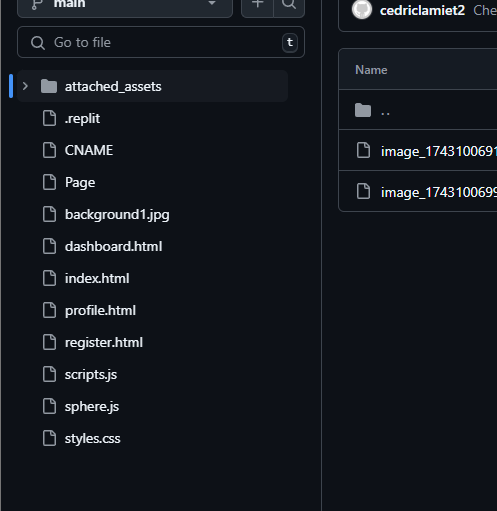 main
cedriclamiet2 Che
Go to file
t
Name
attached_assets
..
.replit
CNAME
image_1743100691
Page
image_1743100699
background1.jpg
dashboard.html
index.html
profile.html
register.html
scripts.js
sphere.js
styles.css